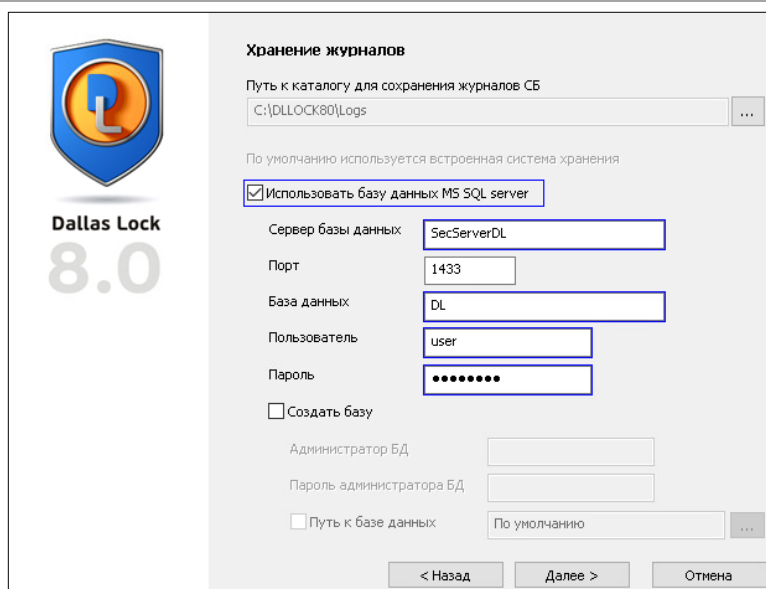 Хранение журналов
Путь к каталогу для сохранения журналов СБ
C:\DLLOCK80\Logs
...
По умолчанию используется встроенная система хранения
Использовать базу данных MS SQL server
Сервер базы данных SecServerDL
Порт 1433
База данных DL
Пользователь user
Пароль ●●●●●●●●
Создать базу
Администратор БД
Пароль администратора БД
Путь к базе данных По умолчанию ...
< Назад Далее > Отмена
DL
Dallas Lock
8.0